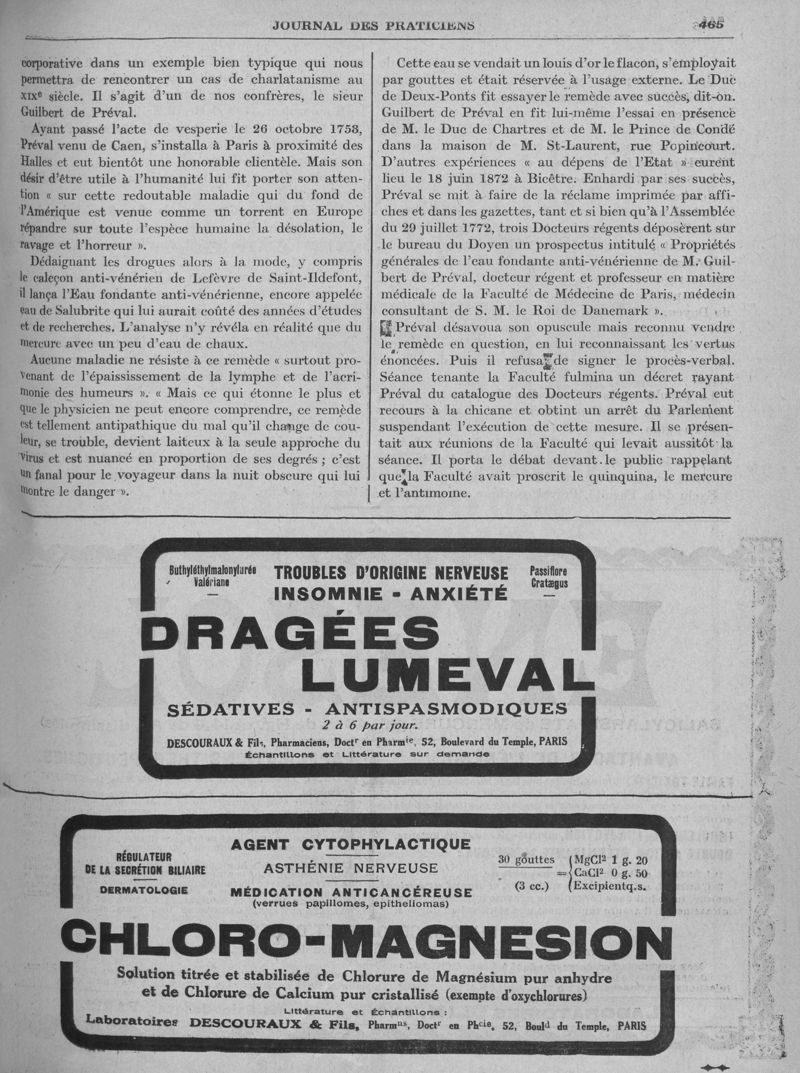 JOURNAL DES PRATICIENS
465
corporative dans un exemple bien typique qui nous
permettra de rencontrer un cas de charlatanisme au
XIXe siècle. Il s'agit d'un de nos confrères, le sieur
Guilbert de Préval.
Ayant passé l'acte de vesperie le 26 octobre 1758,
Préval venu de Caen, s'installa à Paris à proximité des
Halles et eut bientôt une honorable clientèle. Mais son
désir d'être utile à l'humanité lui fit porter son atten-
tion « sur cette redoutable maladie qui du fond de
l'Amérique est venue comme un torrent en Europe
répandre sur toute l'espèce humaine la désolation, le
ravage et l'horreur ».
Dédaignant les drogues alors à la mode, y compris
le caleçon anti-vénérien de Lefèvre de Saint-Ildefont,
il lança l'Eau fondante anti-vénérienne, encore appelée
eau de Salubrite qui lui aurait coûté des années d'études
et de recherches. L'analyse n'y révéla en réalité que du
mercure avec un peu d'eau de chaux.
Aucune maladie ne résiste à ce remède « surtout pro-
venant de l'épaississement de la lymphe et de l'acri-
monie des humeurs ». « Mais ce qui étonne le plus et
que le physicien ne peut encore comprendre, ce remède
est tellement antipathique du mal qu'il change de cou-
leur, se trouble, devient laiteux à la seule approche du
virus et est nuancé en proportion de ses degrés ; c'est
un fanal pour le voyageur dans la nuit obscure qui lui
montre le danger ».
Cette eau se vendait un louis d'or le flacon, s'employait
par gouttes et était réservée à l'usage externe. Le Duc
de Deux-Ponts fit essayer le remède avec succès, dit-on.
Guilbert de Préval en fit lui-même l'essai en présence
de M. le Duc de Chartres et de M. le Prince de Condé
dans la maison de M. St-Laurent, rue Popincourt.
D'autres expériences « au dépens de l'Etat » eurent
lieu le 18 juin 1872 à Bicêtre. Enhardi par ses succès,
Préval se mit à faire de la réclame imprimée par affi-
ches et dans les gazettes, tant et si bien qu'à l'Assemblée
du 29 juillet 1772, trois Docteurs régents déposèrent sur
le bureau du Doyen un prospectus intitulé « Propriétés
générales de l'eau fondante anti-vénérienne de M. Guil-
bert de Préval, docteur régent et professeur en matière
médicale de la Faculté de Médecine de Paris, médecin
consultant de S. M. le Roi de Danemark ».
Préval désavoua son opuscule mais reconnu vendre
le remède en question, en lui reconnaissant les vertus
énoncées. Puis il refusa de signer le procès-verbal.
Séance tenante la Faculté fulmina un décret rayant
Préval du catalogue des Docteurs régents. Préval eut
recours à la chicane et obtint un arrêt du Parlement
suspendant l'exécution de cette mesure. Il se présen-
tait aux réunions de la Faculté qui levait aussitôt la
séance. Il porta le débat devant le public rappelant
que la Faculté avait proscrit le quinquina, le mercure
et l'antimoine.
Buthyléthylmalonylurée
Valériane
TROUBLES D'ORIGINE NERVEUSE
INSOMNIE - ANXIÉTÉ
Passiflore
Cratægus
DRAGÉES
LUMEVAL
SÉDATIVES - ANTISPASMODIQUES
2 à 6 par jour.
DESCOURAUX & Fils, Pharmaciens, Doctr en Pharmie, 52, Boulevard du Temple, PARIS
Échantillons et Littérature sur demande
RÉGULATEUR
DE LA SECRÉTION BILIAIRE
DERMATOLOGIE
AGENT CYTOPHYLACTIQUE
ASTHÉNIE NERVEUSE
MÉDICATION ANTICANCÉREUSE
(verrues papillomes, epitheliomas)
30 gouttes
=
(3 cc.)
MgCl² 1 g. 20
CaCl² 0 g. 50
Excipientq.s.
CHLORO-MAGNESION
Solution titrée et stabilisée de Chlorure de Magnésium pur anhydre
et de Chlorure de Calcium pur cristallisé (exempte d'oxychlorures)
Littérature et Échantillons :
Laboratoires DESCOURAUX & Fils, Pharmns, Doctr en Phcie, 52, Bould du Temple, PARIS